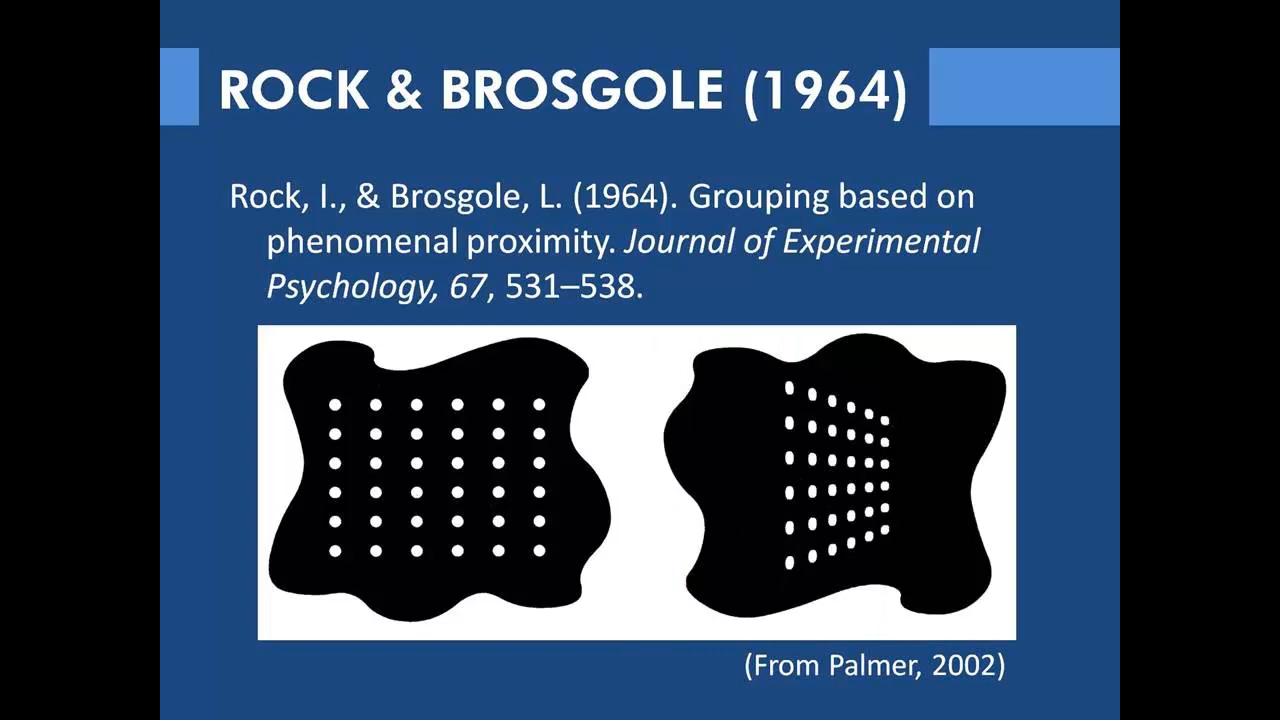 ROCK & BROSGOLE (1964)
Rock, I., & Brosgole, L. (1964). Grouping based on
phenomenal proximity. Journal of Experimental
Psychology, 67, 531–538.
(From Palmer, 2002)